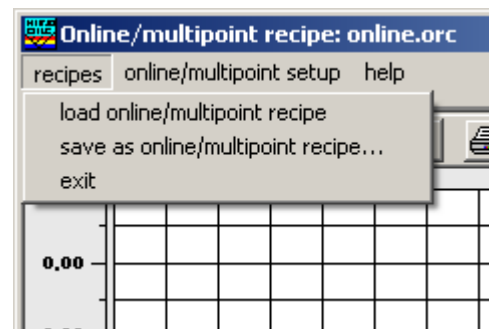 Online/multipoint recipe: online.orc
recipes online/multipoint setup help
load online/multipoint recipe
save as online/multipoint recipe...
exit
0,00